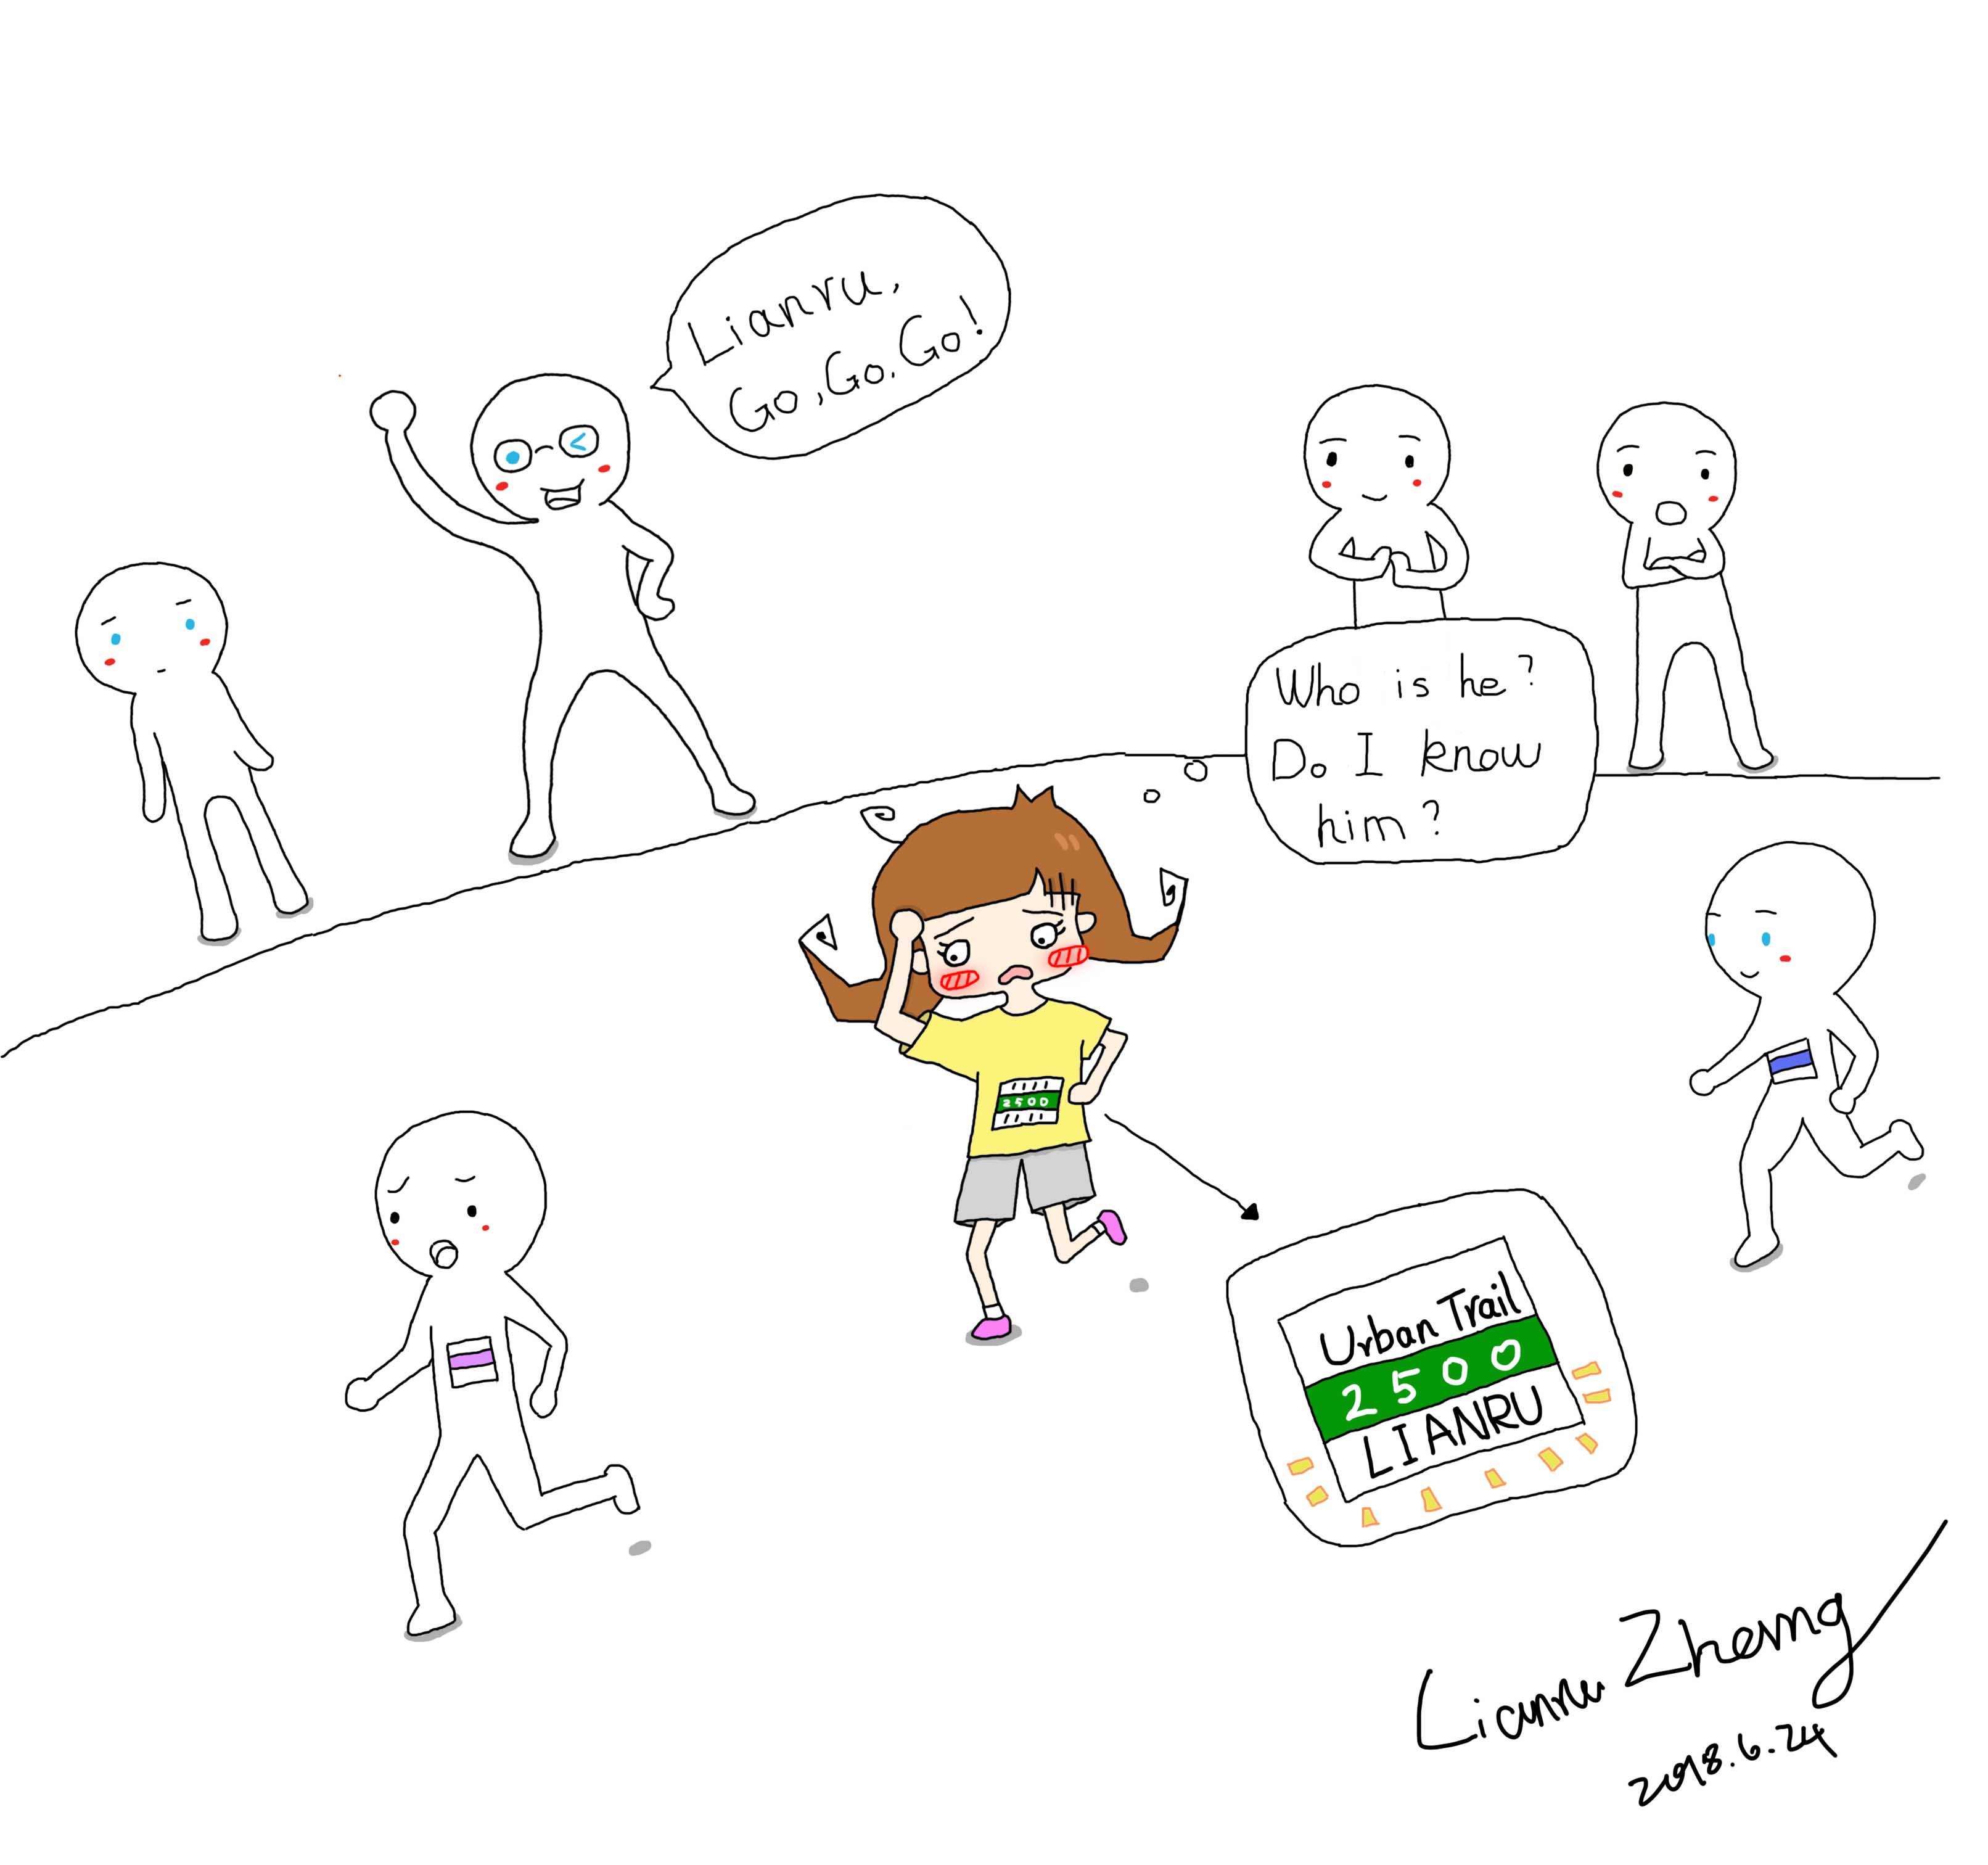 Lianru,
Go, Go, Go!
Who is he?
Do I know
him?
2500
Urban Trail
2500
LIANRU
Lianru Zheng
2018.6.24